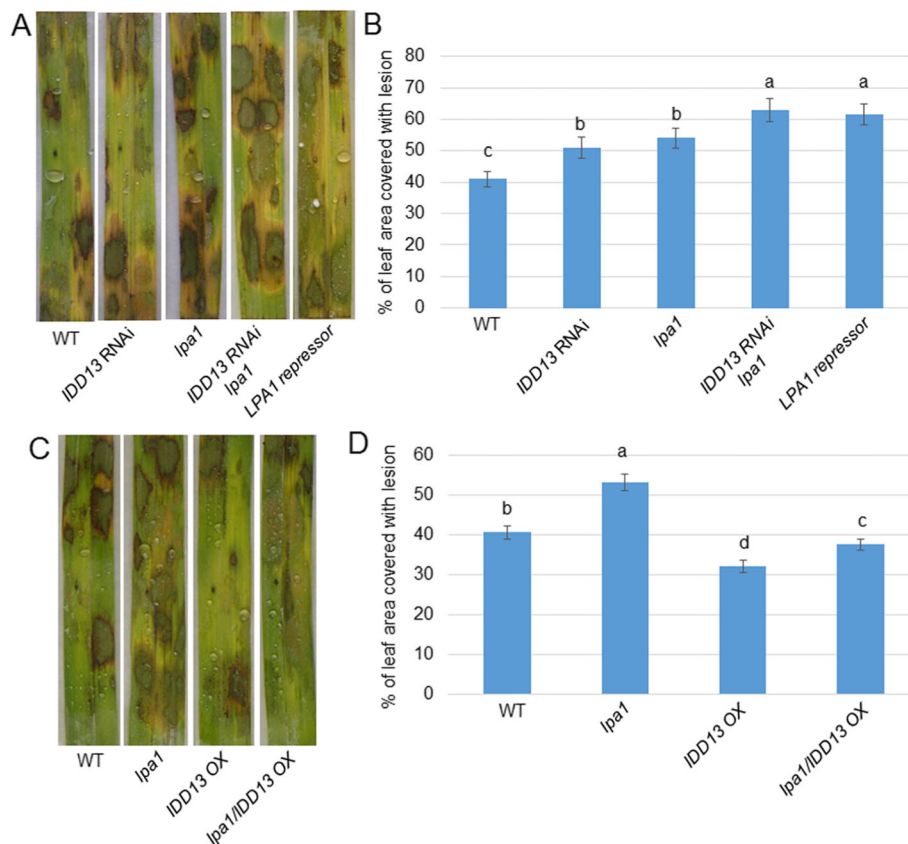 A
WT
IDD13 RNAi
lpa1
IDD13 RNAi
lpa1
LPA1 repressor
B
% of leaf area covered with lesion
80
70
60
50
40
30
20
10
0
c
b
b
a
a
WT
IDD13 RNAi
lpa1
IDD13 RNAi
lpa1
LPA1 repressor
C
WT
lpa1
IDD13 OX
lpa1/IDD13 OX
D
% of leaf area covered with lesion
60
50
40
30
20
10
0
b
a
d
c
WT
lpa1
IDD13 OX
lpa1/IDD13 OX